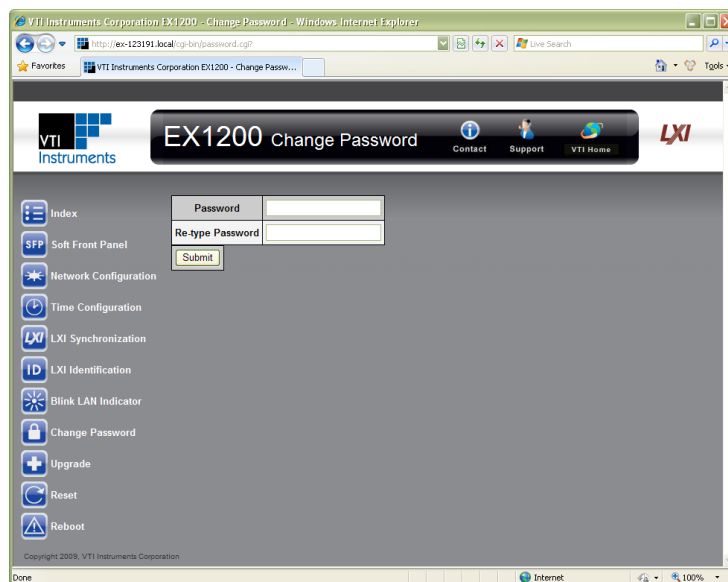 VTI Instruments Corporation EX1200 - Change Password - Windows Internet Explorer
http://ex-123191.local/cgi-bin/password.cgi?
Live Search
Favorites
VTI Instruments Corporation EX1200 - Change Passw...
Tools
VTI
Instruments
EX1200 Change Password
Contact
Support
VTI Home
LXI
Index
SFP Soft Front Panel
Network Configuration
Time Configuration
LXI LXI Synchronization
ID LXI Identification
Blink LAN Indicator
Change Password
Upgrade
Reset
Reboot
Password
Re-type Password
Submit
Copyright 2009, VTI Instruments Corporation
Done
Internet
100%